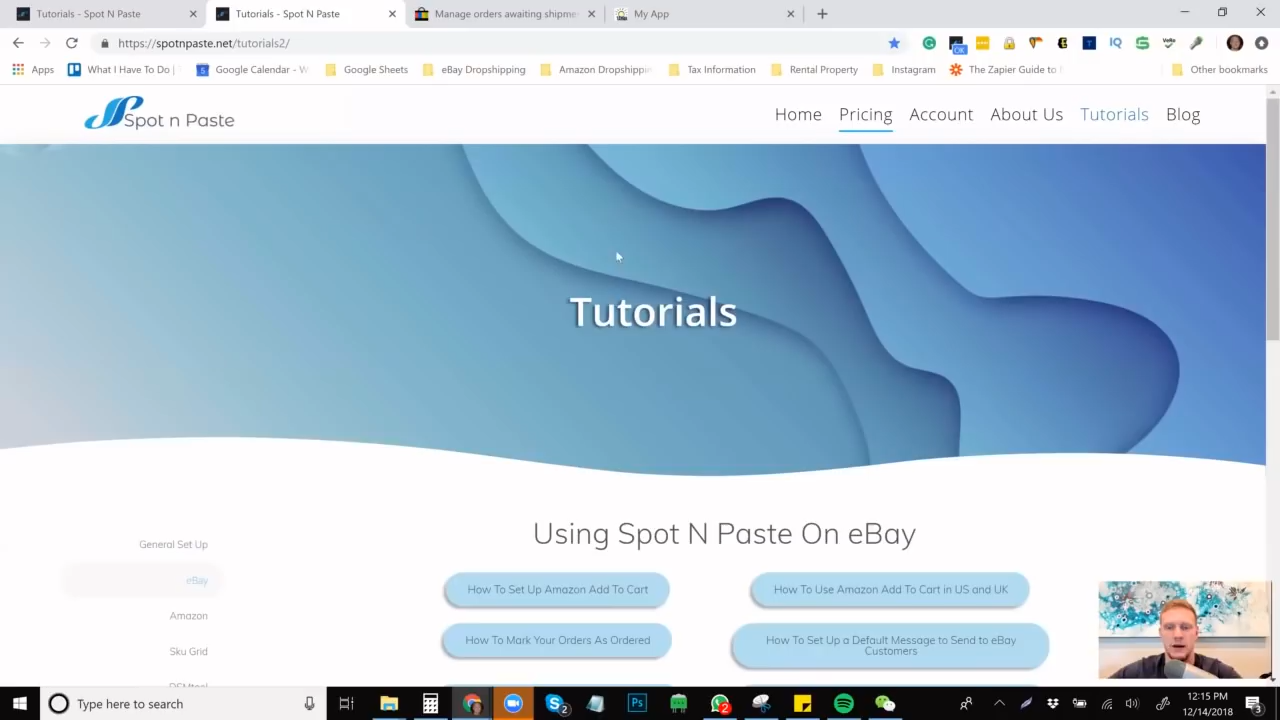 Tutorials - Spot N Paste
Tutorials - Spot N Paste
Manage orders awaiting shipme
My App
https://spotnpaste.net/tutorials2/
Apps
What I Have To Do |
Google Calendar - W
Google Sheets
eBay Dropshipping
Amazon Dropshippi
Tax Information
Rental Property
Instagram
The Zapier Guide to
Other bookmarks
Spot n Paste
Home
Pricing
Account
About Us
Tutorials
Blog
Tutorials
Using Spot N Paste On eBay
General Set Up
eBay
Amazon
Sku Grid
DSMtool
How To Set Up Amazon Add To Cart
How To Use Amazon Add To Cart in US and UK
How To Mark Your Orders As Ordered
How To Set Up a Default Message to Send to eBay
Customers
Type here to search
12:15 PM
12/14/2018